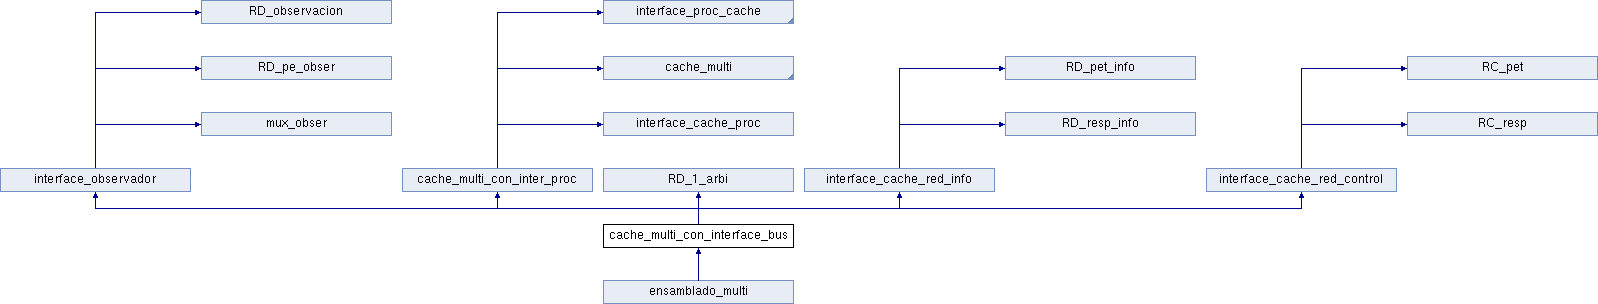 RD_observacion
interface_proc_cache
RD_pe_obser
cache_multi
RD_pet_info
RC_pet
mux_obser
interface_cache_proc
RD_resp_info
RC_resp
interface_observador
cache_multi_con_inter_proc
RD_1_arbi
interface_cache_red_info
interface_cache_red_control
cache_multi_con_interface_bus
ensamblado_multi